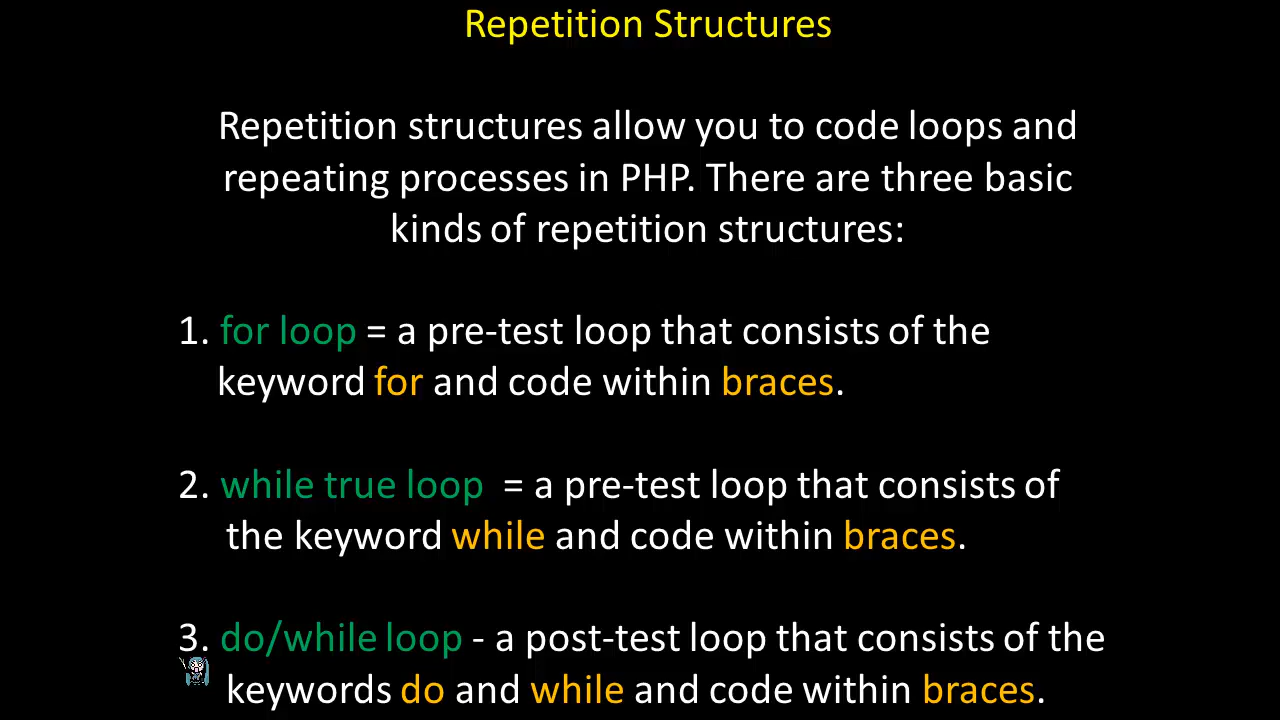 Repetition Structures
Repetition structures allow you to code loops and
repeating processes in PHP. There are three basic
kinds of repetition structures:
1. for loop = a pre-test loop that consists of the
keyword for and code within braces.
2. while true loop = a pre-test loop that consists of
the keyword while and code within braces.
3. do/while loop - a post-test loop that consists of the
keywords do and while and code within braces.